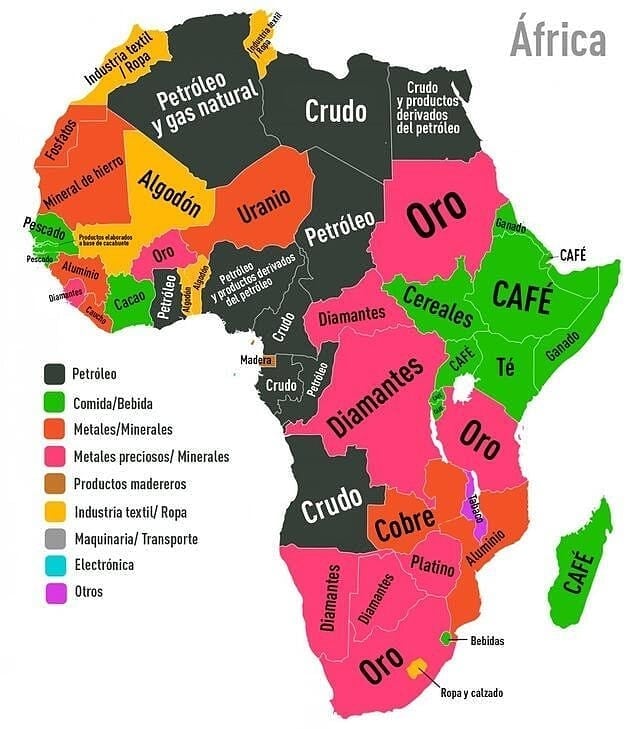 África
Industria textil
/ Ropa
Industria textil
/ Ropa
Petróleo
y gas natural
Crudo
Crudo
y productos
derivados
del petróleo
Fosfatos
Mineral de hierro
Algodón
Uranio
Petróleo
Oro
Pescado
Productos elaborados
a base de cacahuete
Pescado
Aluminio
Diamantes
Caucho
Cacao
Oro
Petróleo
Algodón
Algodón
Petróleo
y productos derivados
del petróleo
Ganado
CAFÉ
CAFÉ
Cereales
Ganado
Diamantes
Crudo
Madera
Crudo
Petróleo
Diamantes
CAFÉ
Té
Oro
Petróleo
Comida/Bebida
Metales/Minerales
Metales preciosos/ Minerales
Productos madereros
Industria textil/ Ropa
Maquinaria/ Transporte
Electrónica
Otros
Crudo
Cobre
Tabaco
Aluminio
Platino
Diamantes
Diamantes
CAFÉ
Oro
Bebidas
Ropa y calzado